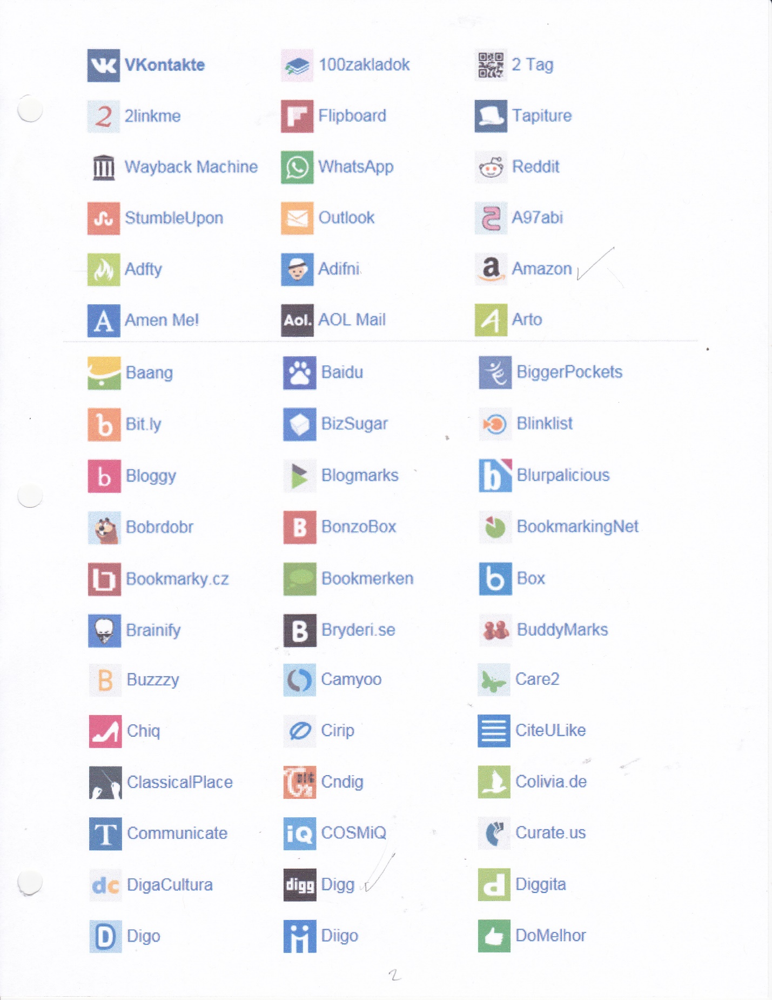 VKontakte 100zakladok 2 Tag
2linkme Flipboard Tapiture
Wayback Machine WhatsApp Reddit
StumbleUpon Outlook A97abi
Adfty Adifni a Amazon
A Amen Me! Aol. AOL Mail A Arto
Baang Baidu BiggerPockets
b Bit.ly BizSugar Blinklist
b Bloggy Blogmarks b Blurpalicious
Bobrdobr B BonzoBox BookmarkingNet
b Bookmarky.cz Bookmerken b Box
Brainify B Bryderi.se BuddyMarks
B Buzzzy Camyoo Care2
Chiq Cirip CiteULike
ClassicalPlace Cndig Colivia.de
T Communicate iQ COSMiQ Curate.us
dc DigaCultura digg Digg d Diggita
D Digo Diigo DoMelhor
2